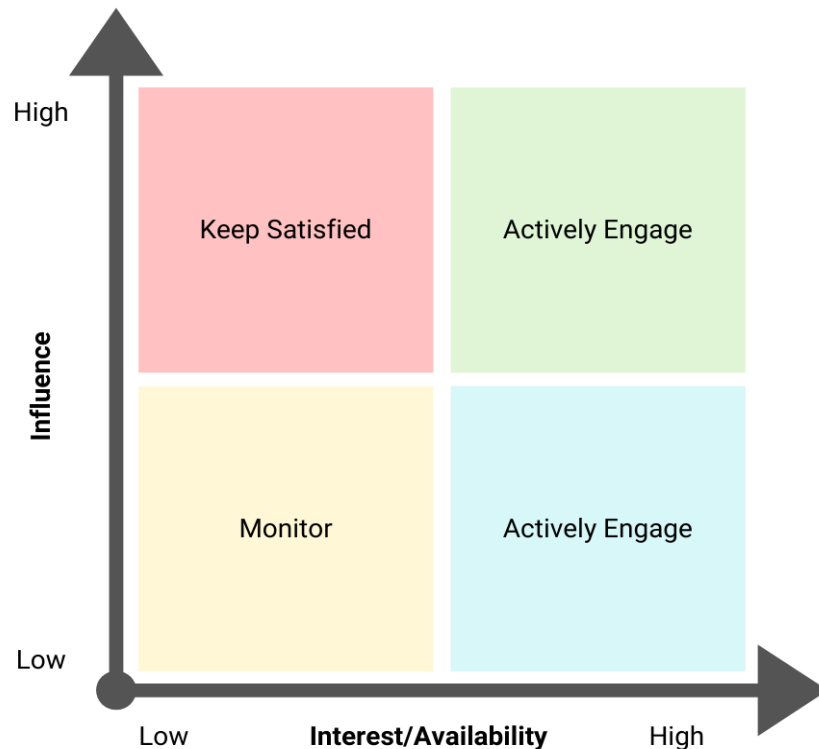 High
Keep Satisfied
Actively Engage
Influence
Monitor
Actively Engage
Low
Low
Interest/Availability
High